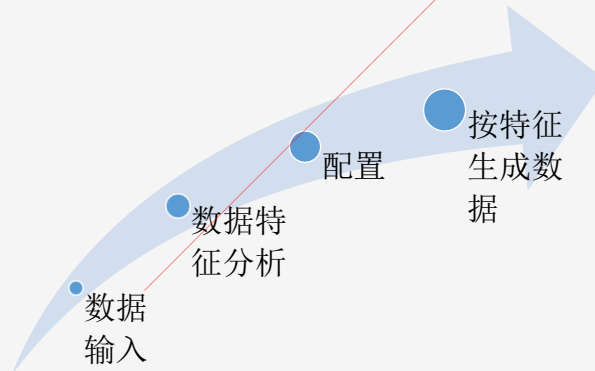 数据
输入
数据特
征分析
配置
按特征
生成数
据